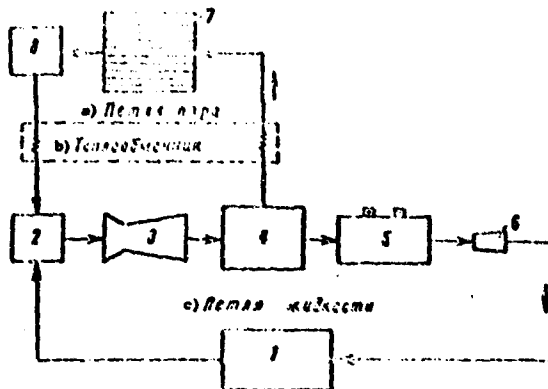 7
8
a) Петля пара
b) Теплообменник
6
2 3 4 5
c) Петля жидкости
1